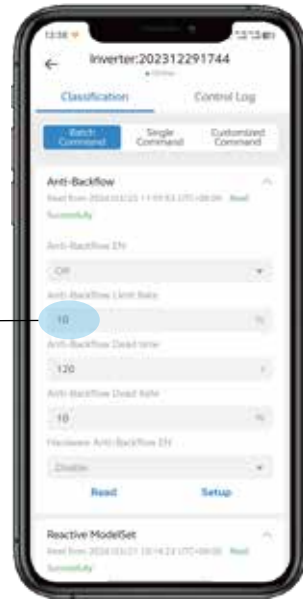 Inverter:202312291744
Classification Control Log
Batch Command
Single Command
Customized Command
Anti-Backflow
Successfully
Anti-Backflow EN
Off
Anti-Backflow Limit Rate
10 %
Anti-Backflow Dead time
120
Anti-Backflow Dead Rate
10 %
Hardware Anti-Backflow EN
Disable
Read Setup
Reactive ModelSet
Successfully